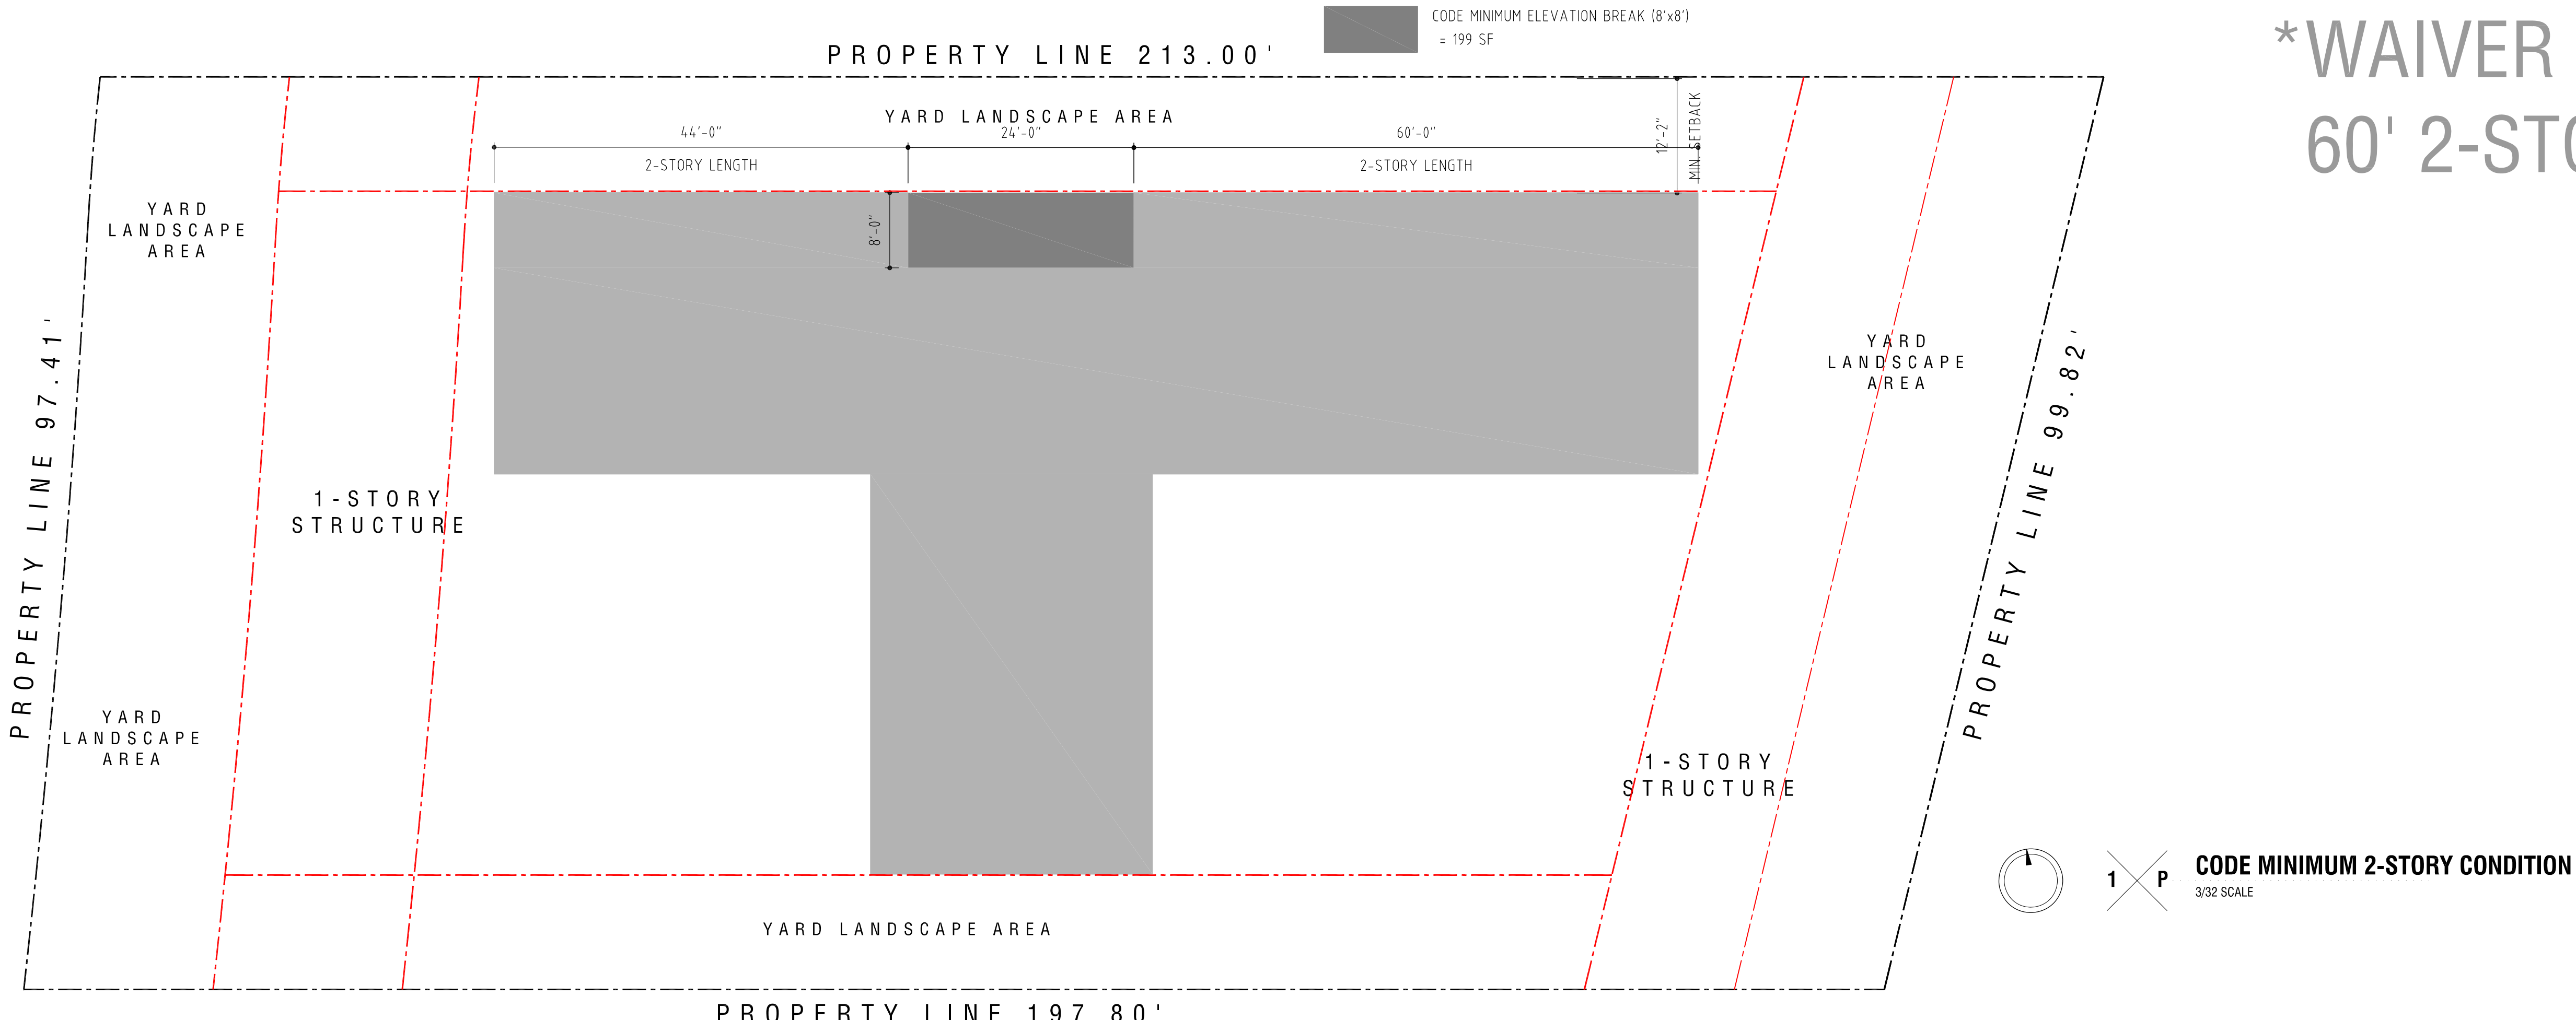 CODE MINIMUM ELEVATION BREAK (8'x8')
= 199 SF
*WAIVER
60' 2-STO
PROPERTY LINE 213.00'
YARD LANDSCAPE AREA
44'-0"
24'-0"
60'-0"
2-STORY LENGTH
2-STORY LENGTH
12'-2"
MIN. SETBACK
8'-0"
YARD
LANDSCAPE
AREA
YARD
LANDSCAPE
AREA
PROPERTY LINE 97.41'
PROPERTY LINE 99.82'
1-STORY
STRUCTURE
YARD
LANDSCAPE
AREA
1-STORY
STRUCTURE
YARD LANDSCAPE AREA
1
P
CODE MINIMUM 2-STORY CONDITION
3/32 SCALE
PROPERTY LINE 197.80'